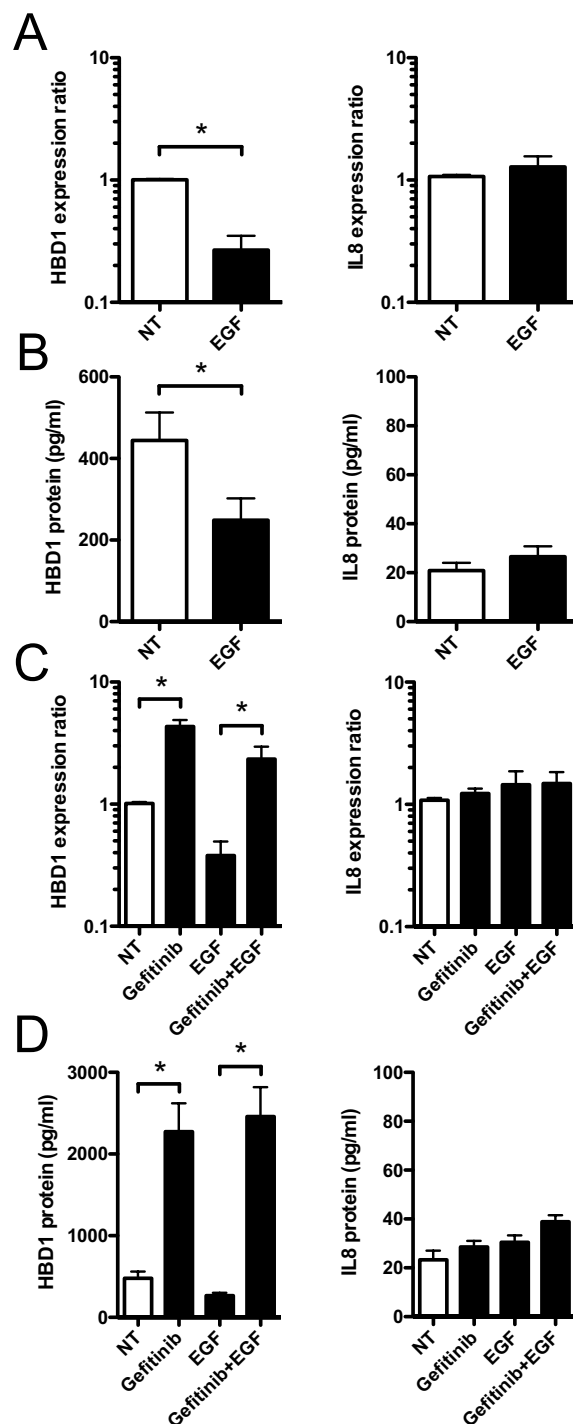 A
HBD1 expression ratio
10
1
0.1
*
NT
EGF
IL8 expression ratio
10
1
0.1
NT
EGF
B
HBD1 protein (pg/ml)
600
400
200
0
*
NT
EGF
IL8 protein (pg/ml)
100
80
60
40
20
0
NT
EGF
C
HBD1 expression ratio
10
1
0.1
*
*
NT
Gefitinib
EGF
Gefitinib+EGF
IL8 expression ratio
10
1
0.1
NT
Gefitinib
EGF
Gefitinib+EGF
D
HBD1 protein (pg/ml)
3000
2000
1000
0
*
*
NT
Gefitinib
EGF
Gefitinib+EGF
IL8 protein (pg/ml)
100
80
60
40
20
0
NT
Gefitinib
EGF
Gefitinib+EGF